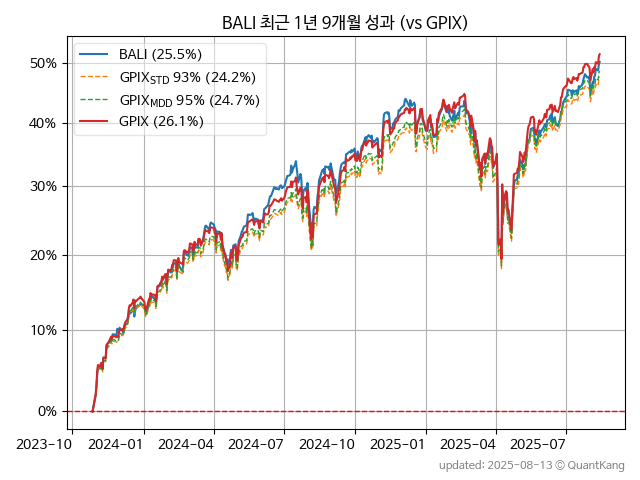 BALI 최근 1년 9개월 성과 (vs GPIX)
BALI (25.5%)
GPIX_STD 93% (24.2%)
GPIX_MDD 95% (24.7%)
GPIX (26.1%)
50%
40%
30%
20%
10%
0%
2023-10 2024-01 2024-04 2024-07 2024-10 2025-01 2025-04 2025-07
updated: 2025-08-13 © QuantKang